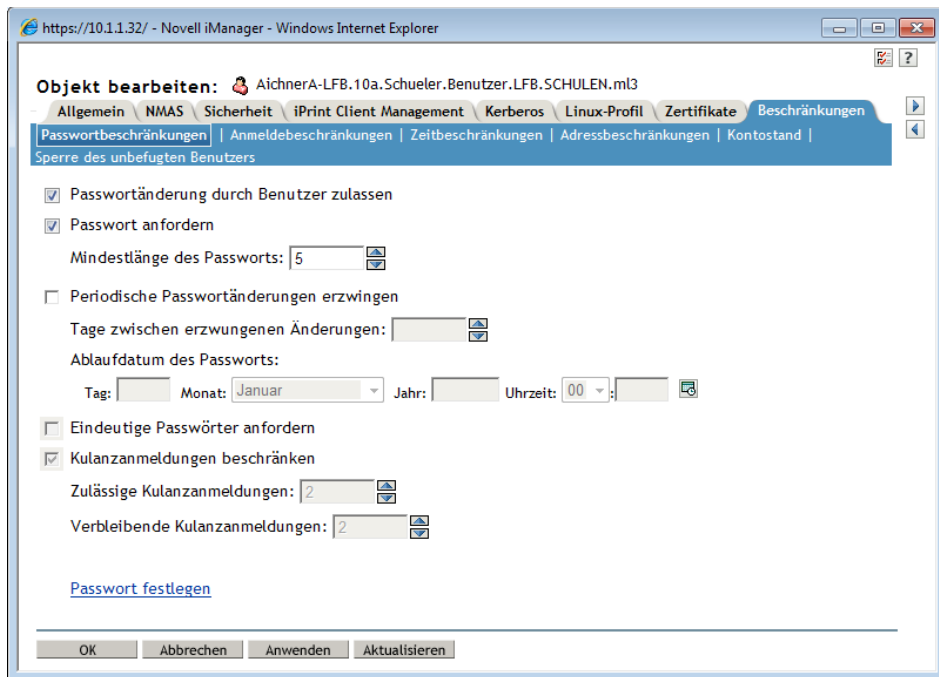 https://10.1.1.32/ - Novell iManager - Windows Internet Explorer
?
Objekt bearbeiten: AichnerA-LFB.10a.Schueler.Benutzer.LFB.SCHULEN.ml3
Allgemein NMAS Sicherheit iPrint Client Management Kerberos Linux-Profil Zertifikate Beschränkungen
Passwortbeschränkungen | Anmeldebeschränkungen | Zeitbeschränkungen | Adressbeschränkungen | Kontostand |
Sperre des unbefugten Benutzers
Passwortänderung durch Benutzer zulassen
Passwort anfordern
Mindestlänge des Passworts: 5
Periodische Passwortänderungen erzwingen
Tage zwischen erzwungenen Änderungen:
Ablaufdatum des Passworts:
Tag: Monat: Januar Jahr: Uhrzeit: 00 :
Eindeutige Passwörter anfordern
Kulanzanmeldungen beschränken
Zulässige Kulanzanmeldungen: 2
Verbleibende Kulanzanmeldungen: 2
Passwort festlegen
OK Abbrechen Anwenden Aktualisieren